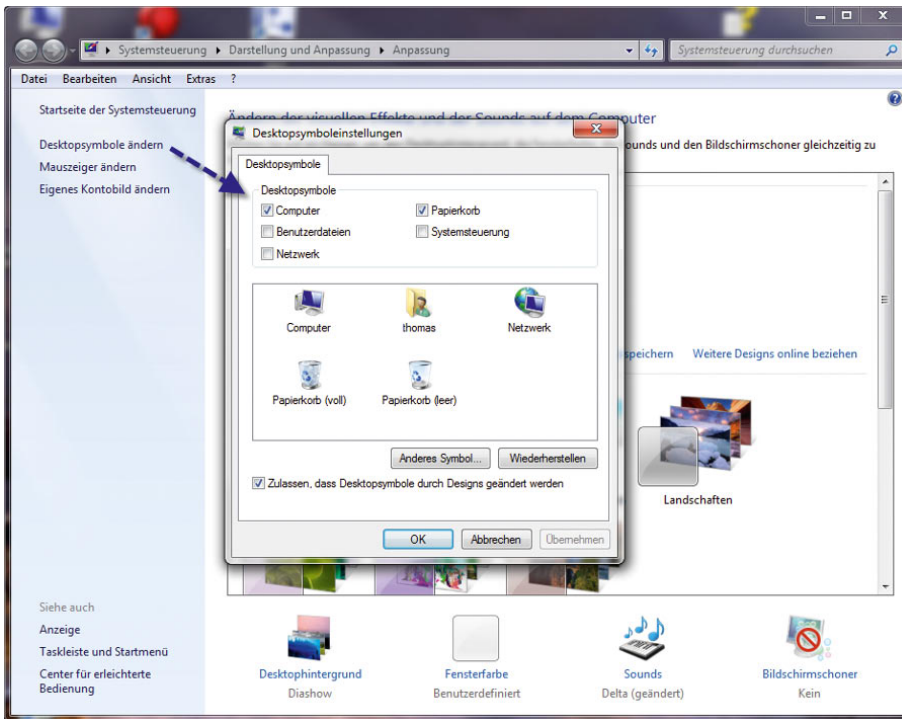 Systemsteuerung ▸ Darstellung und Anpassung ▸ Anpassung
Systemsteuerung durchsuchen
Datei Bearbeiten Ansicht Extras ?
Startseite der Systemsteuerung
Desktopsymbole ändern
Mauszeiger ändern
Eigenes Kontobild ändern
Siehe auch
Anzeige
Taskleiste und Startmenü
Center für erleichterte
Bedienung
Ändern der visuellen Effekte und der Sounds auf dem Computer
ounds und den Bildschirmschoner gleichzeitig zu
Desktopsymboleinstellungen
Desktopsymbole
Desktopsymbole
Computer
Papierkorb
Benutzerdateien
Systemsteuerung
Netzwerk
Computer
thomas
Netzwerk
Papierkorb (voll)
Papierkorb (leer)
Anderes Symbol...
Wiederherstellen
Zulassen, dass Desktopsymbole durch Designs geändert werden
OK
Abbrechen
Übernehmen
speichern
Weitere Designs online beziehen
Landschaften
Desktophintergrund
Diashow
Fensterfarbe
Benutzerdefiniert
Sounds
Delta (geändert)
Bildschirmschoner
Kein